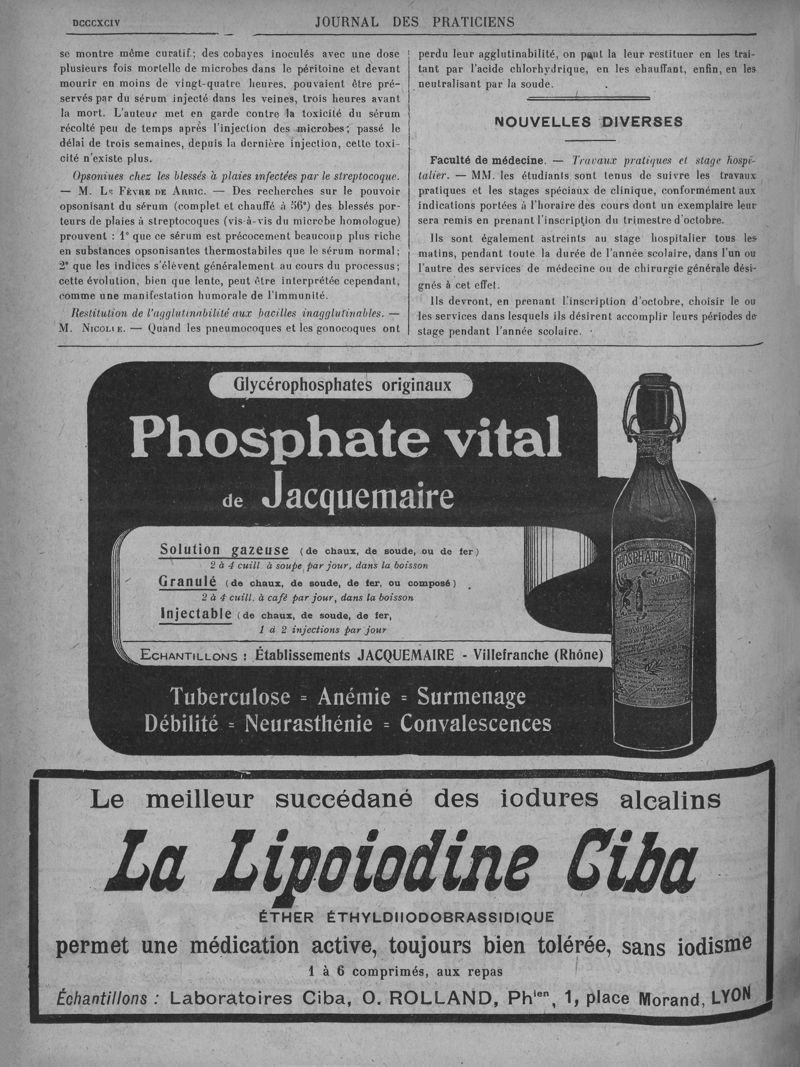 DCCCXCIV
JOURNAL DES PRATICIENS
se montre même curatif; des cobayes inoculés avec une dose
plusieurs fois mortelle de microbes dans le péritoine et devant
mourir en moins de vingt-quatre heures, pouvaient être pré-
servés par du sérum injecté dans les veines, trois heures avant
la mort. L'auteur met en garde contre la toxicité du sérum
récolté peu de temps après l'injection des microbes; passé le
délai de trois semaines, depuis la dernière injection, cette toxi-
cité n'existe plus.
Opsonines chez les blessés à plaies infectées par le streptocoque.
— M. LE FÈVRE DE ARRIC. — Des recherches sur le pouvoir
opsonisant du sérum (complet et chauffé à 56°) des blessés por-
teurs de plaies à streptocoques (vis-à-vis du microbe homologue)
prouvent : 1° que ce sérum est précocement beaucoup plus riche
en substances opsonisantes thermostabiles que le sérum normal;
2° que les indices s'élèvent généralement au cours du processus;
cette évolution, bien que lente, peut être interprétée cependant,
comme une manifestation humorale de l'immunité.
Restitution de l'agglutinabilité aux bacilles inagglutinables. —
M. NICOLLE. — Quand les pneumocoques et les gonocoques ont
perdu leur agglutinabilité, on peut la leur restituer en les trai-
tant par l'acide chlorhydrique, en les chauffant, enfin, en les
neutralisant par la soude.
NOUVELLES DIVERSES
Faculté de médecine. — Travaux pratiques et stage hospi-
talier. — MM. les étudiants sont tenus de suivre les travaux
pratiques et les stages spéciaux de clinique, conformément aux
indications portées à l'horaire des cours dont un exemplaire leur
sera remis en prenant l'inscription du trimestre d'octobre.
Ils sont également astreints au stage hospitalier tous les
matins, pendant toute la durée de l'année scolaire, dans l'un ou
l'autre des services de médecine ou de chirurgie générale dési-
gnés à cet effet.
Ils devront, en prenant l'inscription d'octobre, choisir le ou
les services dans lesquels ils désirent accomplir leurs périodes de
stage pendant l'année scolaire.
Glycérophosphates originaux
Phosphate vital
de Jacquemaire
Solution gazeuse (de chaux, de soude, ou de fer)
2 à 4 cuill. à soupe par jour, dans la boisson
Granulé (de chaux, de soude, de fer, ou composé)
2 à 4 cuill. à café par jour, dans la boisson
Injectable (de chaux, de soude, de fer,
1 à 2 injections par jour
ECHANTILLONS : Établissements JACQUEMAIRE - Villefranche (Rhône)
PHOSPHATE VITAL
JACQUEMAIRE
Tuberculose = Anémie = Surmenage
Débilité = Neurasthénie = Convalescences
Le meilleur succédané des iodures alcalins
La Lipoiodine Ciba
ÉTHER ÉTHYLDIIODOBRASSIDIQUE
permet une médication active, toujours bien tolérée, sans iodisme
1 à 6 comprimés, aux repas
Échantillons : Laboratoires Ciba, O. ROLLAND, Phien, 1, place Morand, LYON